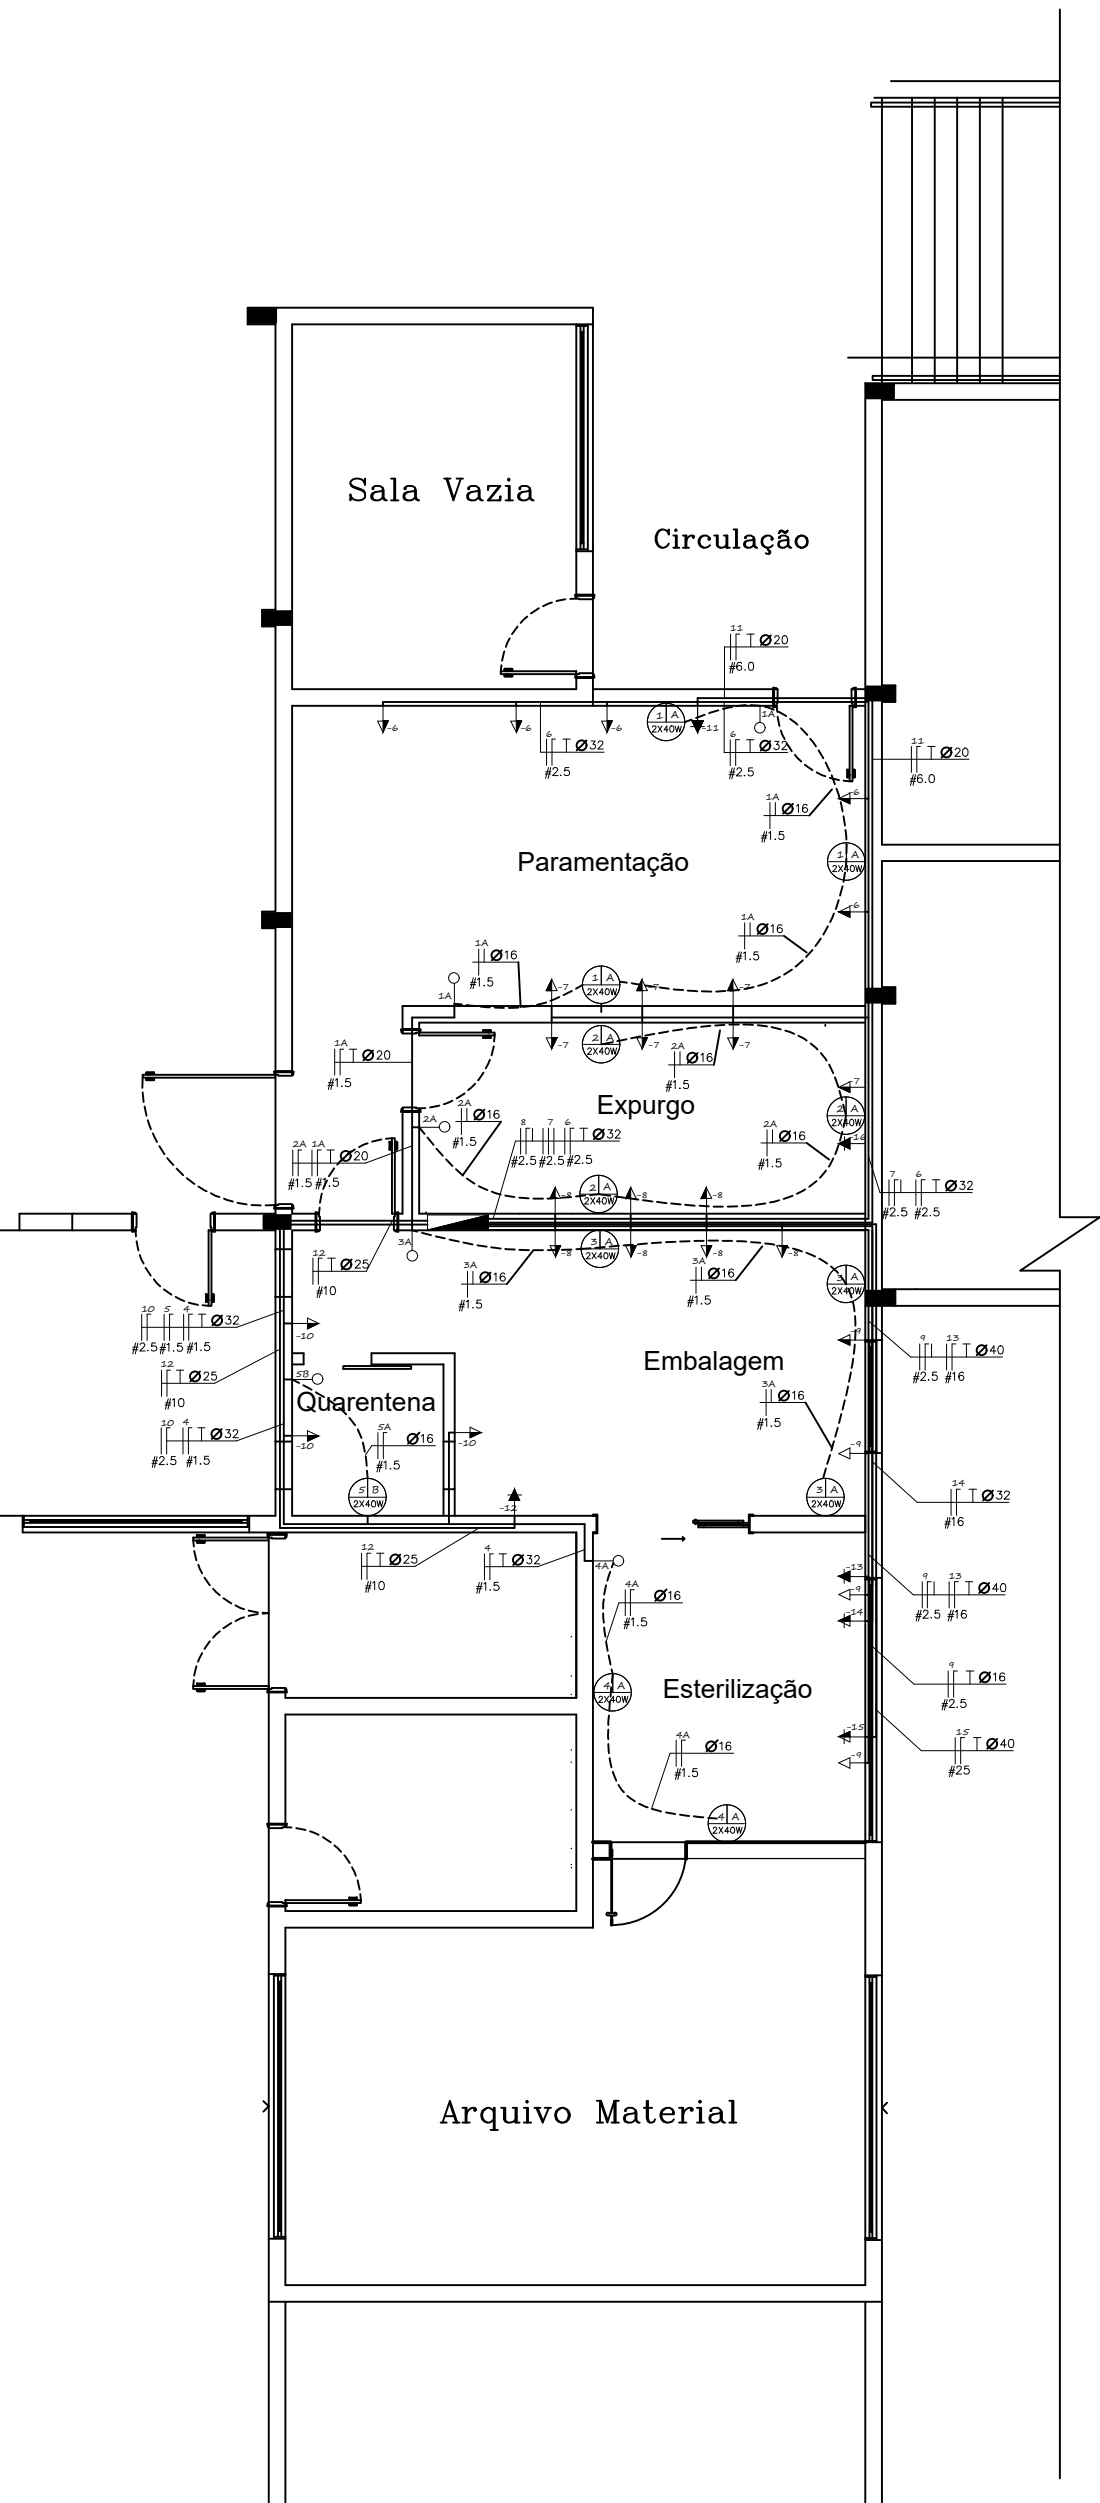 Sala Vazia
Circulação
11
Ø20
#6.0
-6
-6
-6
1 A
2X40W
-11
1A
6
Ø32
#2.5
6
Ø32
#2.5
11
Ø20
#6.0
1A
Ø16
#1.5
-6
Paramentação
1 A
2X40W
-6
1A
Ø16
#1.5
1A
Ø16
#1.5
1A
1 A
2X40W
-7
-7
-7
2 A
2X40W
-7
-7
-7
1A
Ø20
#1.5
2A
Ø16
#1.5
-7
2A
Ø16
#1.5
Expurgo
2 A
2X40W
2A
8 7 6
Ø32
#2.5 #2.5 #2.5
2A
Ø16
#1.5
-16
2A 1A
Ø20
#1.5 #1.5
7 6
Ø32
#2.5 #2.5
-8
2 A
2X40W
-8
-8
3A
3 A
2X40W
-8
-8
-8
-8
12
Ø25
#10
3A
Ø16
#1.5
3A
Ø16
#1.5
3 A
2X40W
10 5 4
Ø32
#2.5 #1.5 #1.5
-10
-9
9 13
Ø40
#2.5 #16
Embalagem
12
Ø25
#10
5B
Quarentena
3A
Ø16
#1.5
10 4
Ø32
#2.5 #1.5
-10
5A
Ø16
#1.5
-10
-9
5 B
2X40W
-12
3 A
2X40W
14
Ø32
#16
12
Ø25
#10
4
Ø32
#1.5
4A
-13
-9
-14
9 13
Ø40
#2.5 #16
4A
Ø16
#1.5
4 A
2X40W
Esterilização
9
Ø16
#2.5
4A
Ø16
#1.5
-15
-9
15
Ø40
#25
4 A
2X40W
Arquivo Material